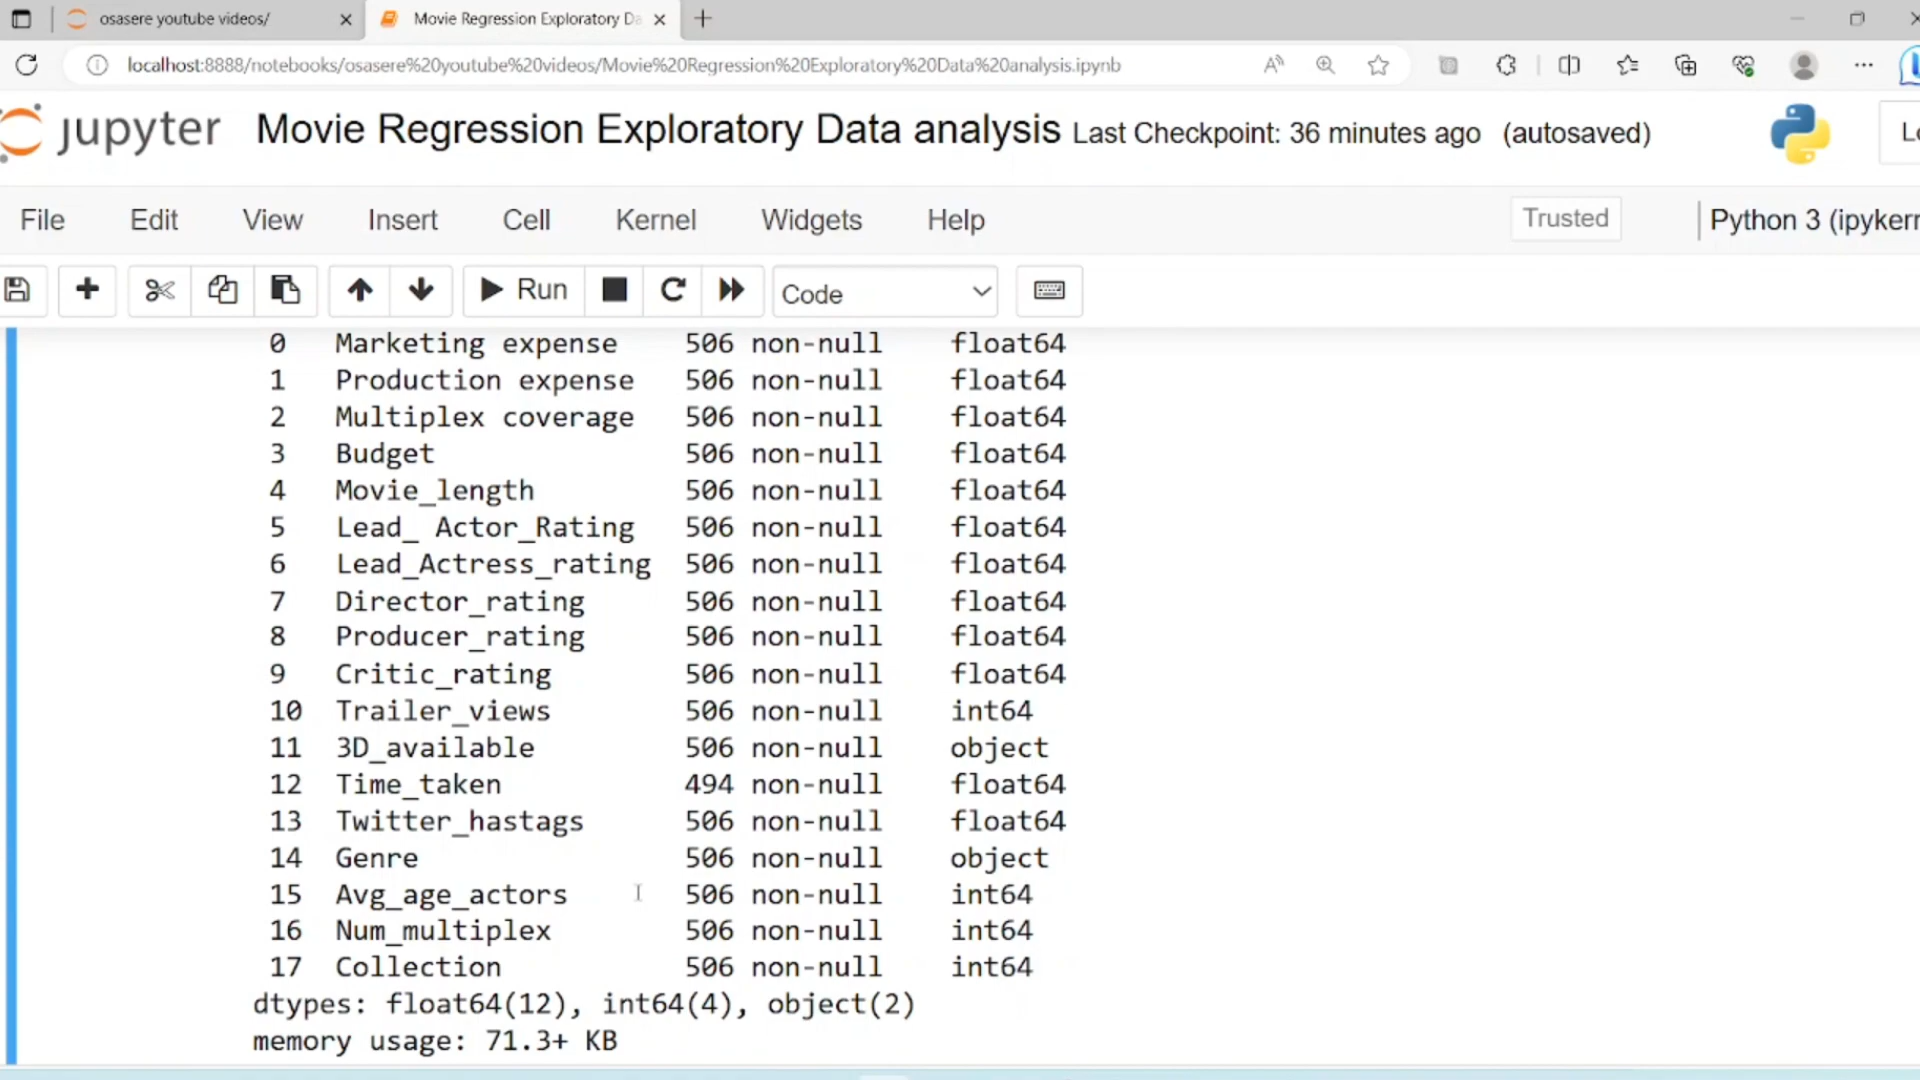 osasere youtube videos/
Movie Regression Exploratory Da
localhost:8888/notebooks/osasere%20youtube%20videos/Movie%20Regression%20Exploratory%20Data%20analysis.ipynb
jupyter Movie Regression Exploratory Data analysis Last Checkpoint: 36 minutes ago (autosaved)
File Edit View Insert Cell Kernel Widgets Help Trusted Python 3 (ipykern
Run Code
0 Marketing expense 506 non-null float64
1 Production expense 506 non-null float64
2 Multiplex coverage 506 non-null float64
3 Budget 506 non-null float64
4 Movie_length 506 non-null float64
5 Lead_ Actor_Rating 506 non-null float64
6 Lead_Actress_rating 506 non-null float64
7 Director_rating 506 non-null float64
8 Producer_rating 506 non-null float64
9 Critic_rating 506 non-null float64
10 Trailer_views 506 non-null int64
11 3D_available 506 non-null object
12 Time_taken 494 non-null float64
13 Twitter_hastags 506 non-null float64
14 Genre 506 non-null object
15 Avg_age_actors 506 non-null int64
16 Num_multiplex 506 non-null int64
17 Collection 506 non-null int64
dtypes: float64(12), int64(4), object(2)
memory usage: 71.3+ KB